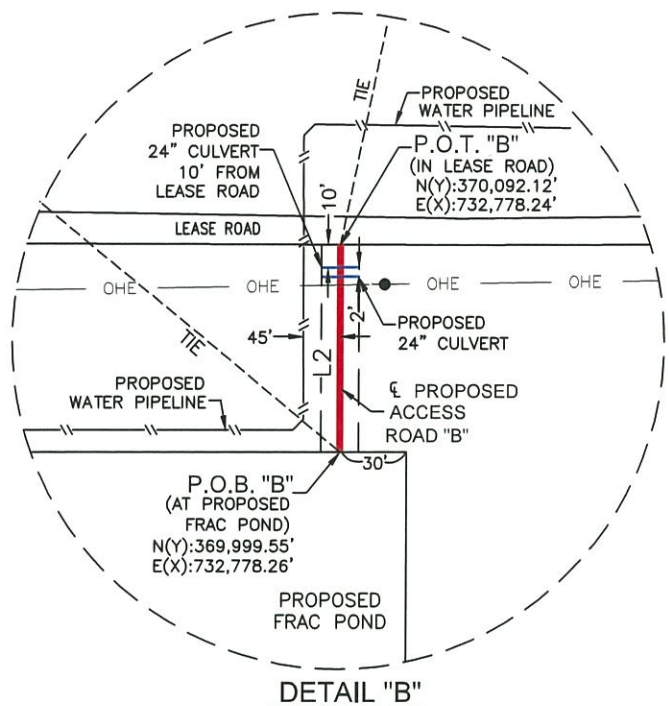 TIE
PROPOSED
WATER PIPELINE
PROPOSED
24" CULVERT
10' FROM
LEASE ROAD
P.O.T. "B"
(IN LEASE ROAD)
N(Y):370,092.12'
E(X):732,778.24'
10'
LEASE ROAD
OHE
OHE
OHE
OHE
2'
PROPOSED
24" CULVERT
TIE
45'
L2
PROPOSED
WATER PIPELINE
℄ PROPOSED
ACCESS
ROAD "B"
30'
P.O.B. "B"
(AT PROPOSED
FRAC POND)
N(Y):369,999.55'
E(X):732,778.26'
PROPOSED
FRAC POND
DETAIL "B"